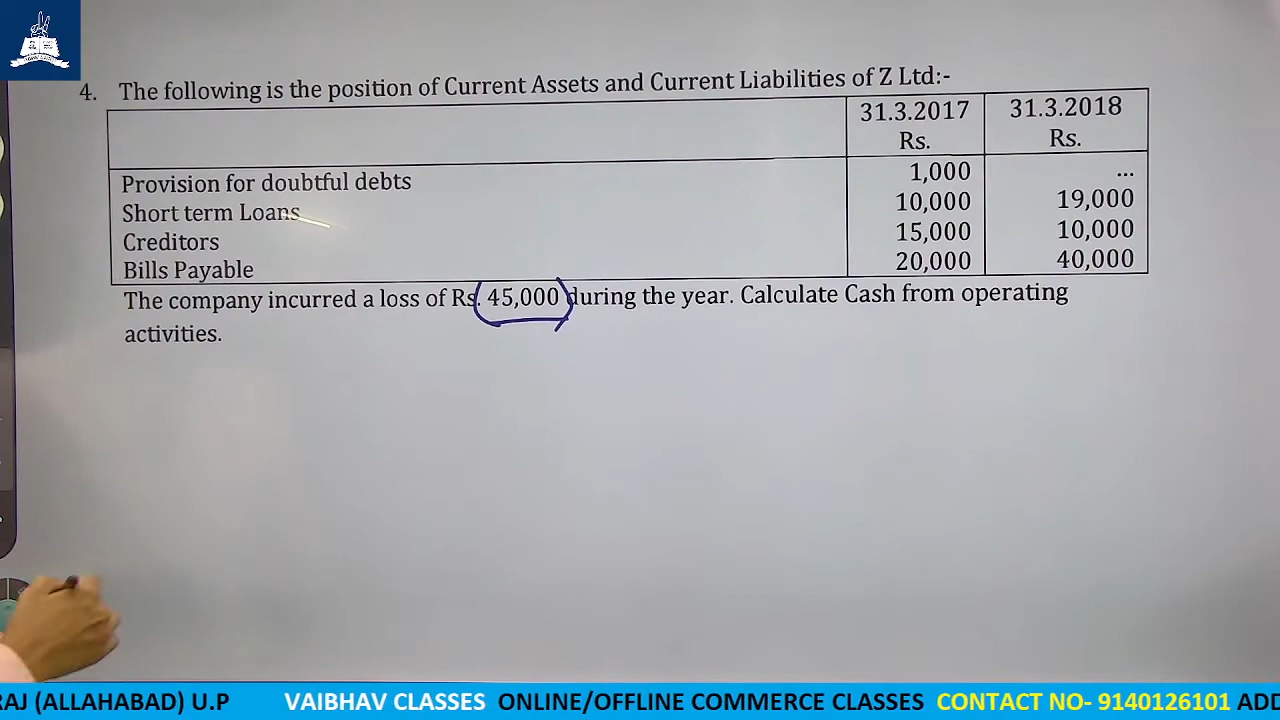 4. The following is the position of Current Assets and Current Liabilities of Z Ltd:-
31.3.2017 31.3.2018
Rs. Rs.
Provision for doubtful debts 1,000 ...
Short term Loans 10,000 19,000
Creditors 15,000 10,000
Bills Payable 20,000 40,000
The company incurred a loss of Rs. 45,000 during the year. Calculate Cash from operating
activities.
RAJ (ALLAHABAD) U.P VAIBHAV CLASSES ONLINE/OFFLINE COMMERCE CLASSES CONTACT NO- 9140126101 ADD